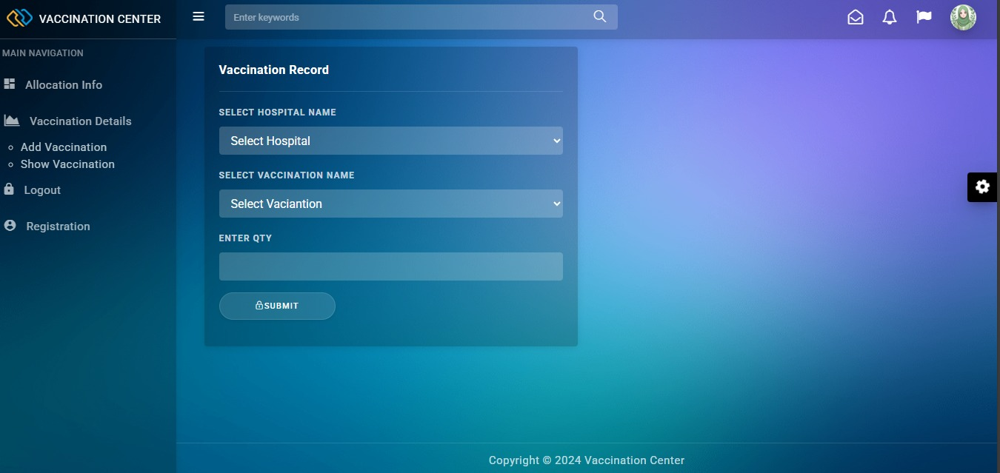 VACCINATION CENTER
Enter keywords
MAIN NAVIGATION
Allocation Info
Vaccination Details
Add Vaccination
Show Vaccination
Logout
Registration
Vaccination Record
SELECT HOSPITAL NAME
Select Hospital
SELECT VACCINATION NAME
Select Vaciantion
ENTER QTY
SUBMIT
Copyright © 2024 Vaccination Center